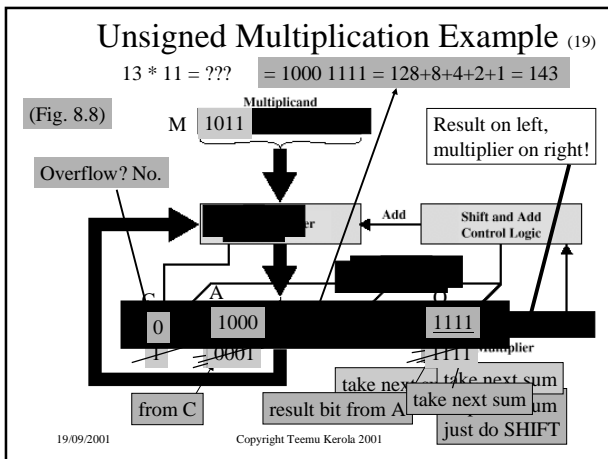 Unsigned Multiplication Example (19)
13 * 11 = ??? = 1000 1111 = 128+8+4+2+1 = 143
(Fig. 8.8)
Multiplicand
M 1011
Result on left,
multiplier on right!
Overflow? No.
Add
Shift and Add
Control Logic
A
0 1000 1111
1 0001 1111
take next sum
take next sum
from C
result bit from A
just do SHIFT
19/09/2001
Copyright Teemu Kerola 2001